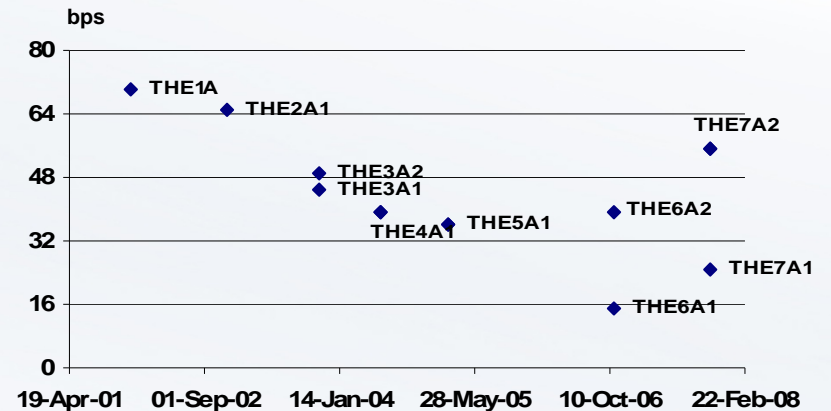 bps
80
THE1A
THE2A1
64
THE7A2
THE3A2
48
THE3A1
THE6A2
THE5A1
THE4A1
32
THE7A1
16
THE6A1
0
19-Apr-01 01-Sep-02 14-Jan-04 28-May-05 10-Oct-06 22-Feb-08